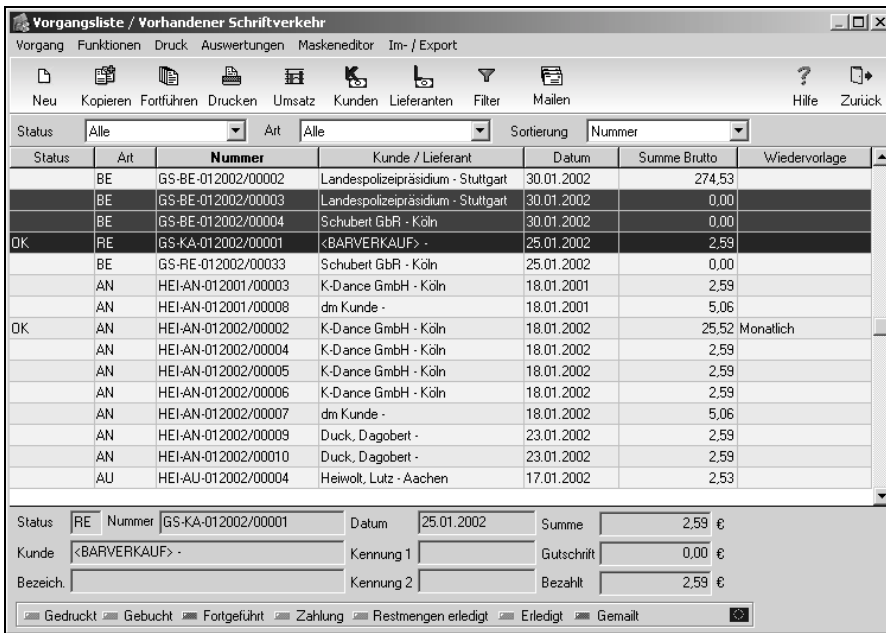 Vorgangsliste / Vorhandener Schriftverkehr
Vorgang Funktionen Druck Auswertungen Maskeneditor Im- / Export
Neu Kopieren Fortführen Drucken Umsatz Kunden Lieferanten Filter Mailen Hilfe Zurück
Status Alle Art Alle Sortierung Nummer
Status Art Nummer Kunde / Lieferant Datum Summe Brutto Wiedervorlage
BE GS-BE-012002/00002 Landespolizeipräsidium - Stuttgart 30.01.2002 274,53
BE GS-BE-012002/00003 Landespolizeipräsidium - Stuttgart 30.01.2002 0,00
BE GS-BE-012002/00004 Schubert GbR - Köln 30.01.2002 0,00
OK RE GS-KA-012002/00001 <BARVERKAUF> - 25.01.2002 2,59
BE GS-RE-012002/00033 Schubert GbR - Köln 25.01.2002 0,00
AN HEI-AN-012001/00003 K-Dance GmbH - Köln 18.01.2001 2,59
AN HEI-AN-012001/00008 dm Kunde - 18.01.2001 5,06
OK AN HEI-AN-012002/00002 K-Dance GmbH - Köln 18.01.2002 25,52 Monatlich
AN HEI-AN-012002/00004 K-Dance GmbH - Köln 18.01.2002 2,59
AN HEI-AN-012002/00005 K-Dance GmbH - Köln 18.01.2002 2,59
AN HEI-AN-012002/00006 K-Dance GmbH - Köln 18.01.2002 2,59
AN HEI-AN-012002/00007 dm Kunde - 18.01.2002 5,06
AN HEI-AN-012002/00009 Duck, Dagobert - 23.01.2002 2,59
AN HEI-AN-012002/00010 Duck, Dagobert - 23.01.2002 2,59
AU HEI-AU-012002/00004 Heiwolt, Lutz - Aachen 17.01.2002 2,53
Status RE Nummer GS-KA-012002/00001 Datum 25.01.2002 Summe 2,59 €
Kunde <BARVERKAUF> - Kennung 1 Gutschrift 0,00 €
Bezeich. Kennung 2 Bezahlt 2,59 €
Gedruckt Gebucht Fortgeführt Zahlung Restmengen erledigt Erledigt Gemailt